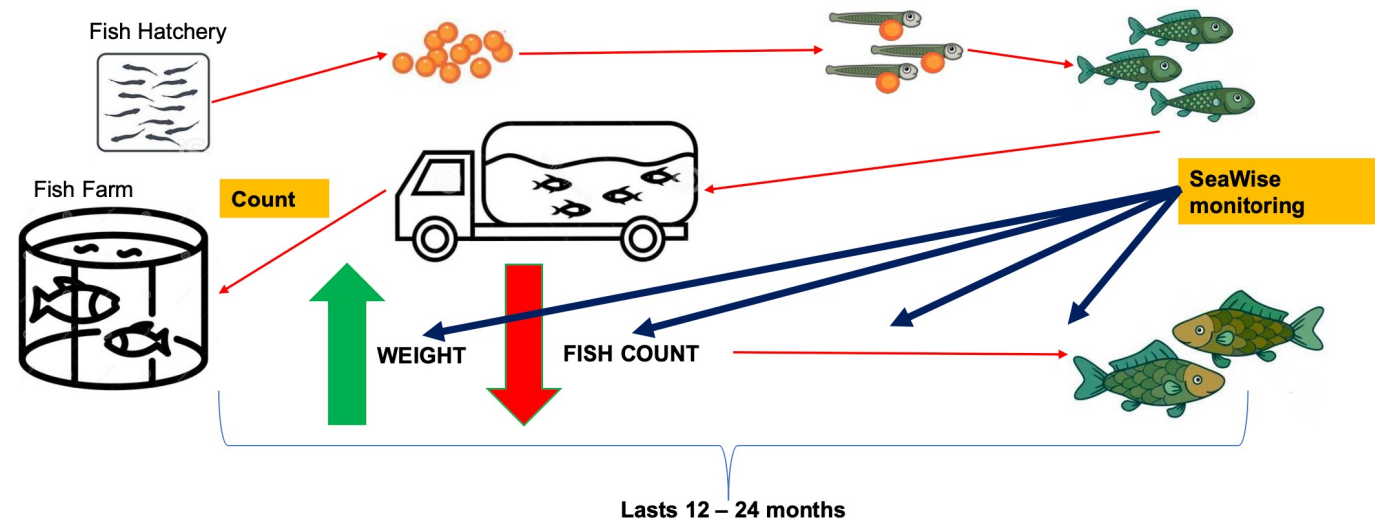 Fish Hatchery
Fish Farm
Count
SeaWise
monitoring
WEIGHT
FISH COUNT
Lasts 12 – 24 months